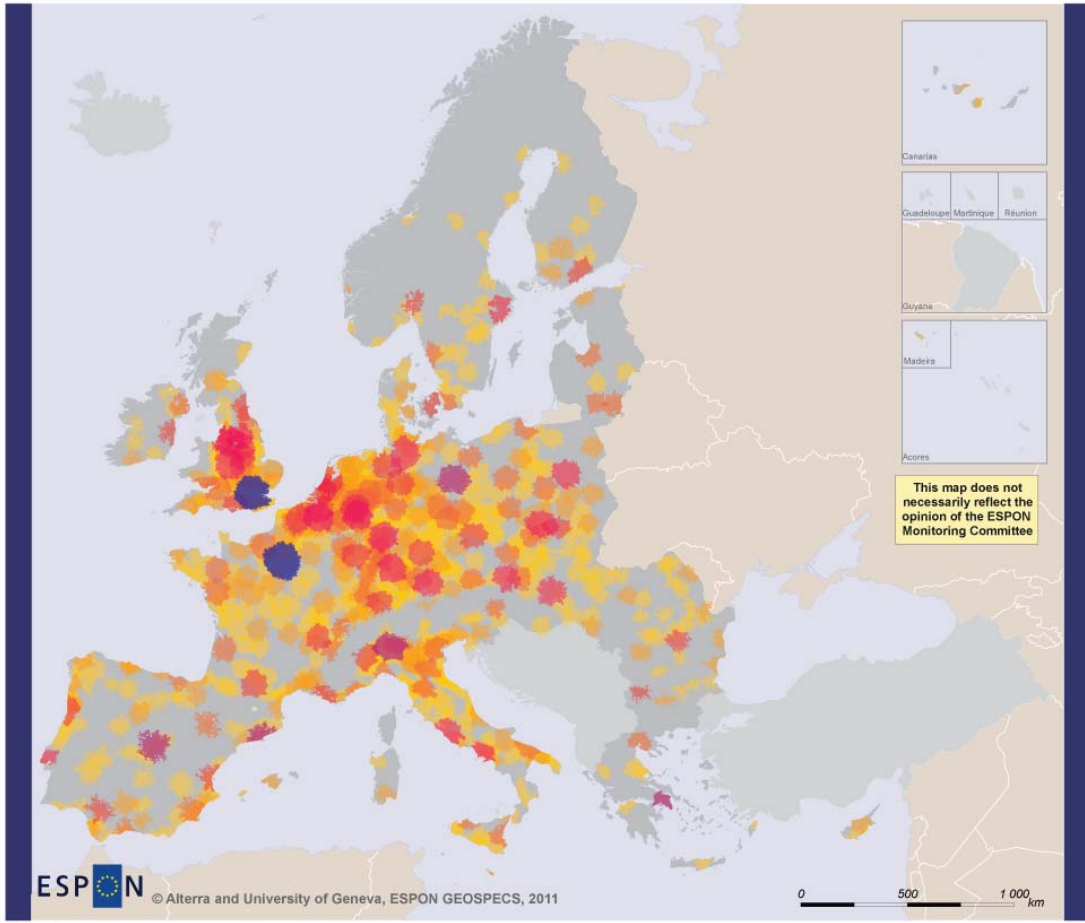 Canarias
Guadeloupe Martinique Réunion
Guyane
Madeira
Acores
This map does not
necessarily reflect the
opinion of the ESPON
Monitoring Committee
ESPON © Alterra and University of Geneva, ESPON GEOSPECS, 2011
0 500 1 000
km